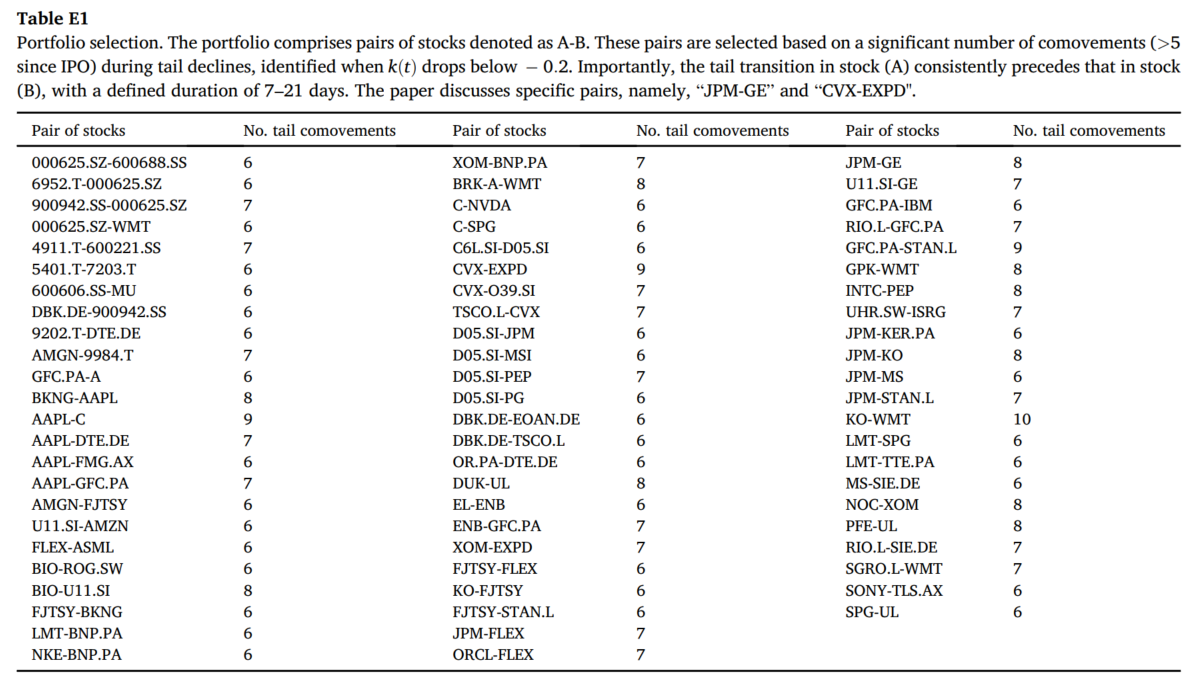 Table E1
Portfolio selection. The portfolio comprises pairs of stocks denoted as A-B. These pairs are selected based on a significant number of comovements (>5
since IPO) during tail declines, identified when k(t) drops below − 0.2. Importantly, the tail transition in stock (A) consistently precedes that in stock
(B), with a defined duration of 7–21 days. The paper discusses specific pairs, namely, “JPM-GE” and “CVX-EXPD".
Pair of stocks No. tail comovements Pair of stocks No. tail comovements Pair of stocks No. tail comovements
000625.SZ-600688.SS 6 XOM-BNP.PA 7 JPM-GE 8
6952.T-000625.SZ 6 BRK-A-WMT 8 U11.SI-GE 7
900942.SS-000625.SZ 7 C-NVDA 6 GFC.PA-IBM 6
000625.SZ-WMT 6 C-SPG 6 RIO.L-GFC.PA 7
4911.T-600221.SS 7 C6L.SI-D05.SI 6 GFC.PA-STAN.L 9
5401.T-7203.T 6 CVX-EXPD 9 GPK-WMT 8
600606.SS-MU 6 CVX-O39.SI 7 INTC-PEP 8
DBK.DE-900942.SS 6 TSCO.L-CVX 7 UHR.SW-ISRG 7
9202.T-DTE.DE 6 D05.SI-JPM 6 JPM-KER.PA 6
AMGN-9984.T 7 D05.SI-MSI 6 JPM-KO 8
GFC.PA-A 6 D05.SI-PEP 7 JPM-MS 6
BKNG-AAPL 8 D05.SI-PG 6 JPM-STAN.L 7
AAPL-C 9 DBK.DE-EOAN.DE 6 KO-WMT 10
AAPL-DTE.DE 7 DBK.DE-TSCO.L 6 LMT-SPG 6
AAPL-FMG.AX 6 OR.PA-DTE.DE 6 LMT-TTE.PA 6
AAPL-GFC.PA 7 DUK-UL 8 MS-SIE.DE 6
AMGN-FJTSY 6 EL-ENB 6 NOC-XOM 8
U11.SI-AMZN 6 ENB-GFC.PA 7 PFE-UL 8
FLEX-ASML 6 XOM-EXPD 7 RIO.L-SIE.DE 7
BIO-ROG.SW 6 FJTSY-FLEX 6 SGRO.L-WMT 7
BIO-U11.SI 8 KO-FJTSY 6 SONY-TLS.AX 6
FJTSY-BKNG 6 FJTSY-STAN.L 6 SPG-UL 6
LMT-BNP.PA 6 JPM-FLEX 7
NKE-BNP.PA 6 ORCL-FLEX 7